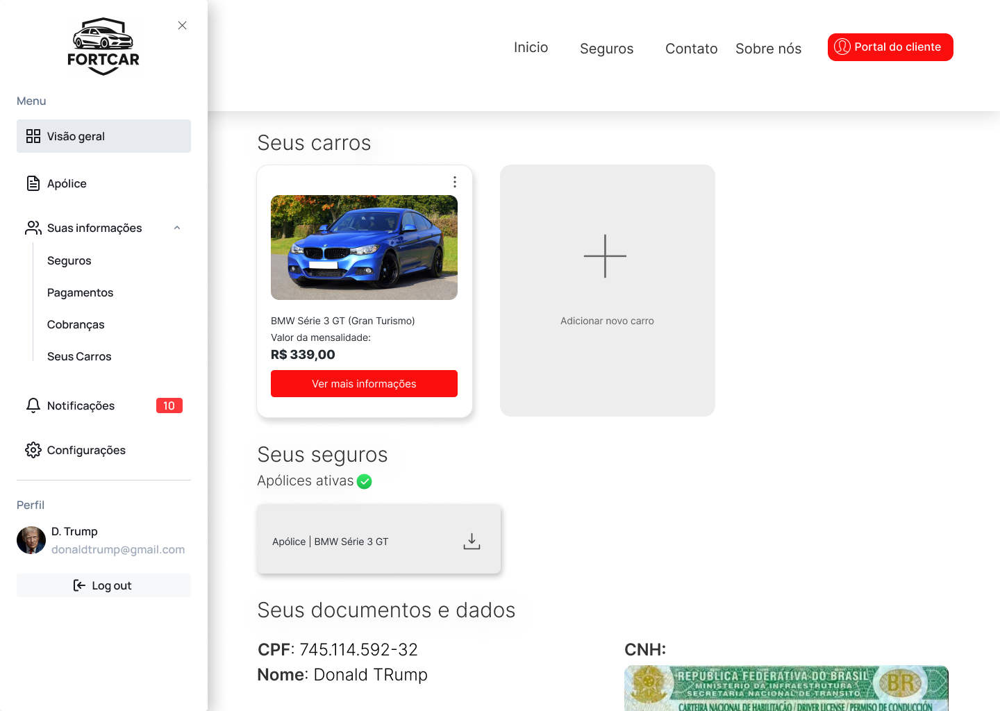 FORTCAR
Menu
Visão geral
Apólice
Suas informações
Seguros
Pagamentos
Cobranças
Seus Carros
Notificações 10
Configurações
Perfil
D. Trump
donaldtrump@gmail.com
Log out
Inicio Seguros Contato Sobre nós Portal do cliente
Seus carros
BMW Série 3 GT (Gran Turismo)
Valor da mensalidade:
R$ 339,00
Ver mais informações
Adicionar novo carro
Seus seguros
Apólices ativas
Apólice | BMW Série 3 GT
Seus documentos e dados
CPF: 745.114.592-32
Nome: Donald TRump
CNH:
REPÚBLICA FEDERATIVA DO BRASIL
MINISTÉRIO DA INFRAESTRUTURA
SECRETARIA NACIONAL DE TRÂNSITO
BR
CARTEIRA NACIONAL DE HABILITAÇÃO / DRIVER LICENSE / PERMISO DE CONDUCCIÓN